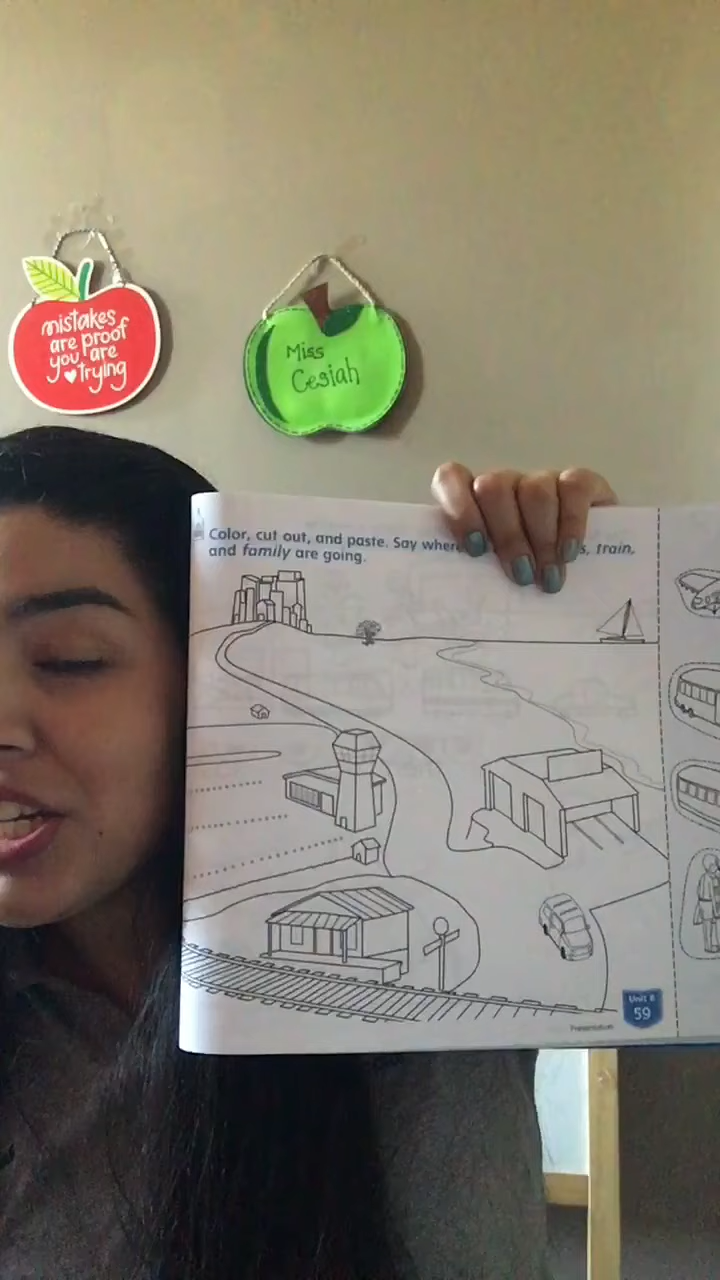 mistakes
are proof
you are
trying
Miss
Cesiah
Color, cut out, and paste. Say where s, train,
and family are going.
Unit 8
59
Presentation